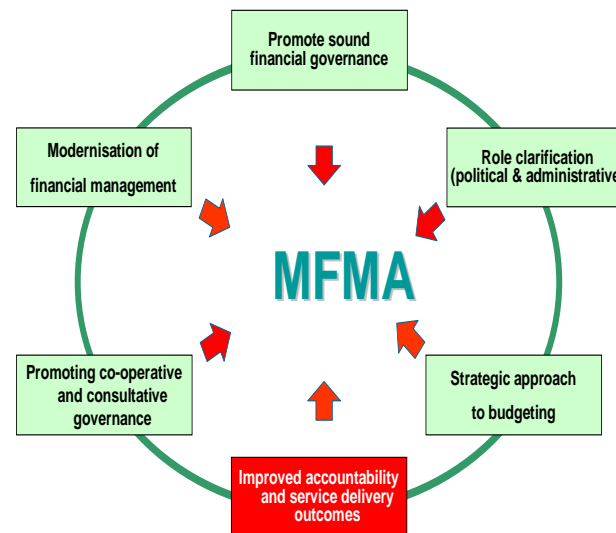 Promote sound
financial governance
Modernisation of
financial management
Role clarification
(political & administrative
MFMA
Promoting co-operative
and consultative
governance
Strategic approach
to budgeting
Improved accountability
and service delivery
outcomes